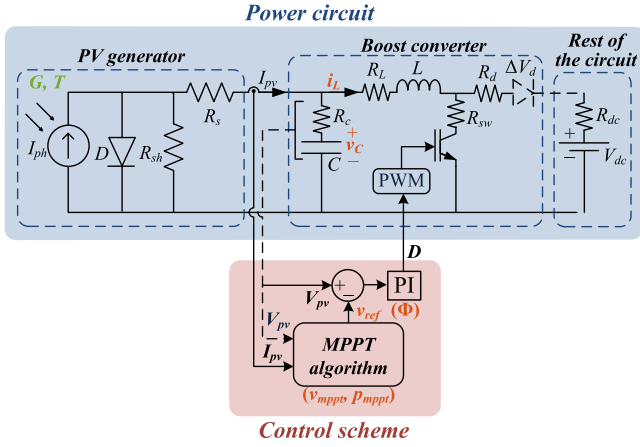 Power circuit
PV generator
Boost converter
Rest of
the circuit
G, T
I_pv
i_L
R_L
L
R_d
ΔV_d
R_s
R_c
R_sw
R_dc
I_ph
D
R_sh
+
v_C
−
C
PWM
+
−
V_dc
D
+
−
PI
V_pv
v_ref
(Φ)
V_pv
I_pv
MPPT
algorithm
(v_mppt, p_mppt)
Control scheme